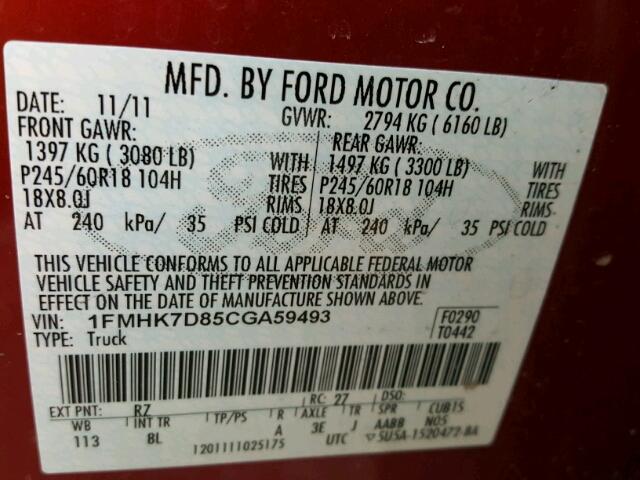 MFD. BY FORD MOTOR CO.
DATE: 11/11 GVWR: 2794 KG ( 6160 LB)
FRONT GAWR: REAR GAWR:
1397 KG ( 3080 LB) WITH 1497 KG ( 3300 LB) WITH
P245/60R18 104H TIRES P245/60R18 104H TIRES
18X8.0J RIMS 18X8.0J RIMS
AT 240 kPa/ 35 PSI COLD AT 240 kPa/ 35 PSI COLD
THIS VEHICLE CONFORMS TO ALL APPLICABLE FEDERAL MOTOR
VEHICLE SAFETY AND THEFT PREVENTION STANDARDS IN
EFFECT ON THE DATE OF MANUFACTURE SHOWN ABOVE.
VIN: 1FMHK7D85CGA59493 F0290
TYPE: Truck T0442
EXT PNT: RZ RC: 27 DSO:
WB INT TR TP/PS R AXLE TR SPR CUB15
113 BL A 3E J AABB N05
1201111025175 UTC 5U5A-1520472-BA
Ford